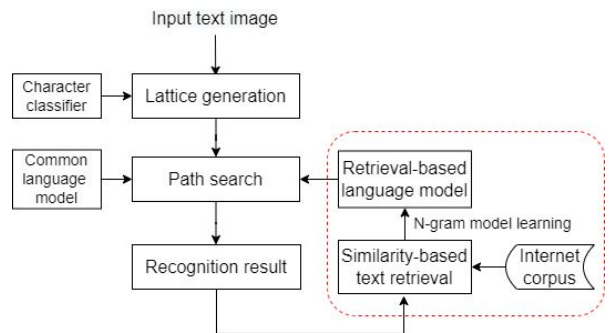 Input text image
Character
classifier
Lattice generation
Common
language
model
Path search
Retrieval-based
language model
N-gram model learning
Recognition result
Similarity-based
text retrieval
Internet
corpus